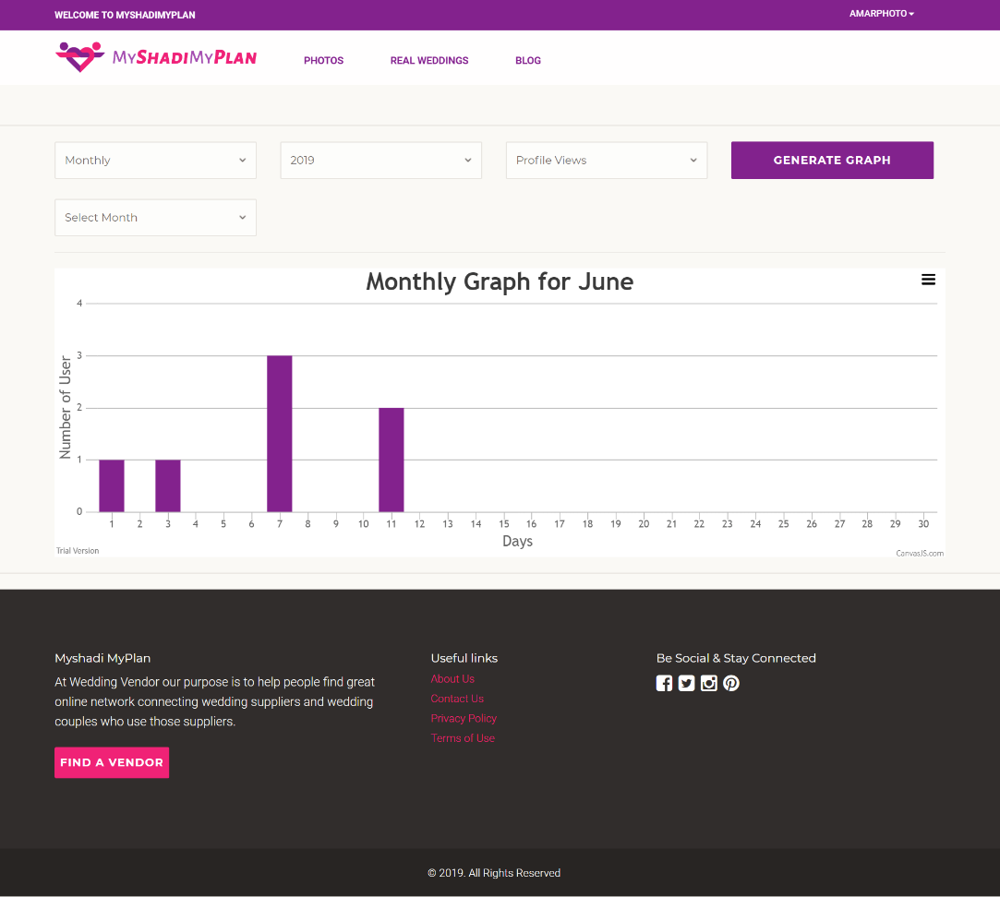 WELCOME TO MYSHADIMYPLAN
AMARPHOTO
MYSHADIMYPLAN
PHOTOS
REAL WEDDINGS
BLOG
Monthly
2019
Profile Views
GENERATE GRAPH
Select Month
Monthly Graph for June
Number of User
4
3
2
1
0
1 2 3 4 5 6 7 8 9 10 11 12 13 14 15 16 17 18 19 20 21 22 23 24 25 26 27 28 29 30
Days
Trial Version
CanvasJS.com
Myshadi MyPlan
At Wedding Vendor our purpose is to help people find great
online network connecting wedding suppliers and wedding
couples who use those suppliers.
FIND A VENDOR
Useful links
About Us
Contact Us
Privacy Policy
Terms of Use
Be Social & Stay Connected
© 2019. All Rights Reserved